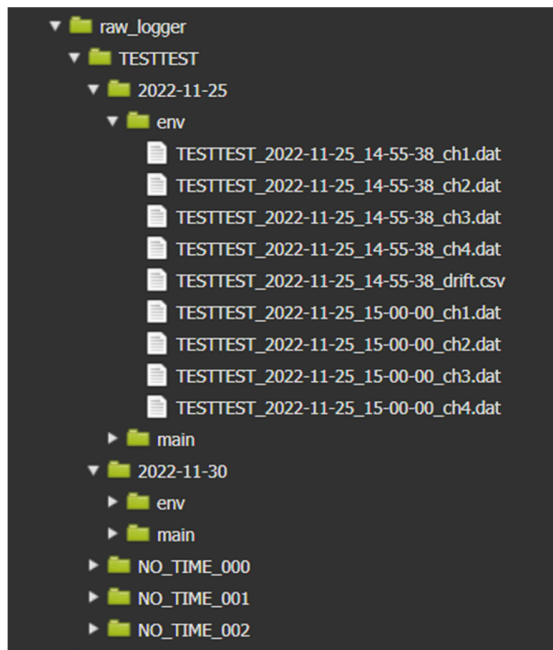 raw_logger
TESTTEST
2022-11-25
env
TESTTEST_2022-11-25_14-55-38_ch1.dat
TESTTEST_2022-11-25_14-55-38_ch2.dat
TESTTEST_2022-11-25_14-55-38_ch3.dat
TESTTEST_2022-11-25_14-55-38_ch4.dat
TESTTEST_2022-11-25_14-55-38_drift.csv
TESTTEST_2022-11-25_15-00-00_ch1.dat
TESTTEST_2022-11-25_15-00-00_ch2.dat
TESTTEST_2022-11-25_15-00-00_ch3.dat
TESTTEST_2022-11-25_15-00-00_ch4.dat
main
2022-11-30
env
main
NO_TIME_000
NO_TIME_001
NO_TIME_002